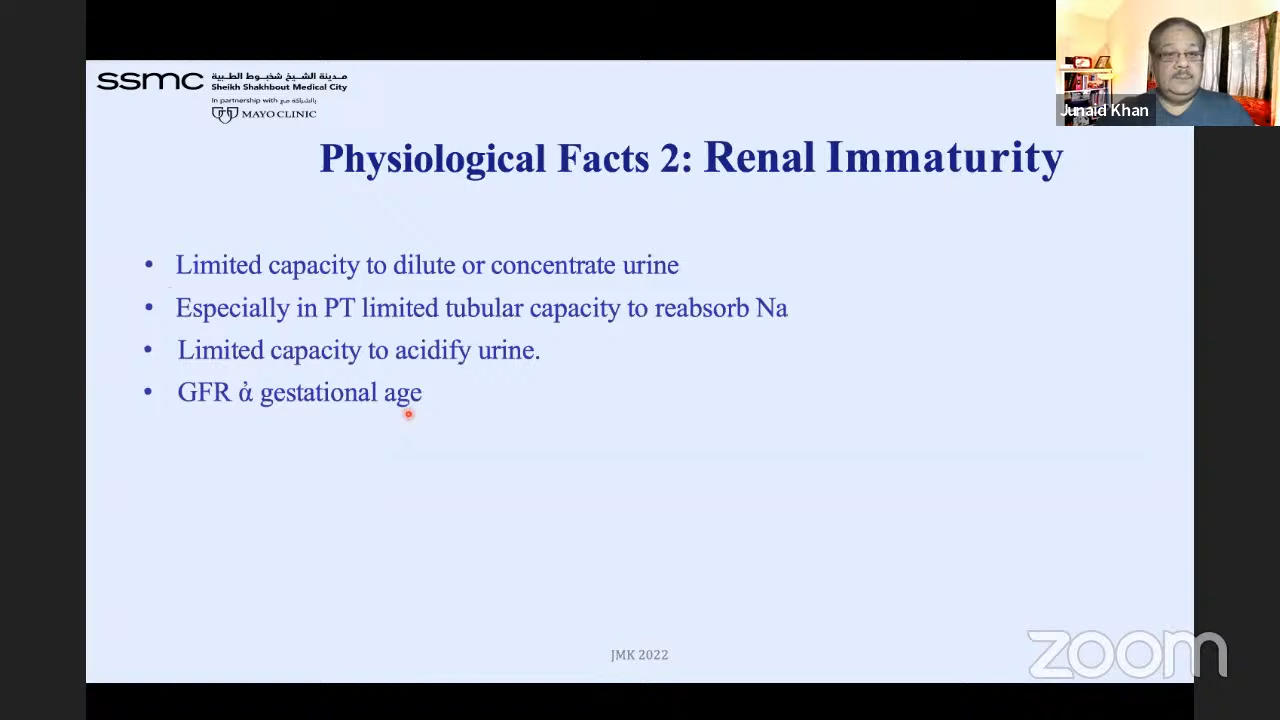 ssmc
مدينة الشيخ شخبوط الطبية
Sheikh Shakhbout Medical City
In partnership with بالشراكة مع
MAYO CLINIC
Junaid Khan
Physiological Facts 2: Renal Immaturity
• Limited capacity to dilute or concentrate urine
• Especially in PT limited tubular capacity to reabsorb Na
• Limited capacity to acidify urine.
• GFR ἀ gestational age
JMK 2022
zoom